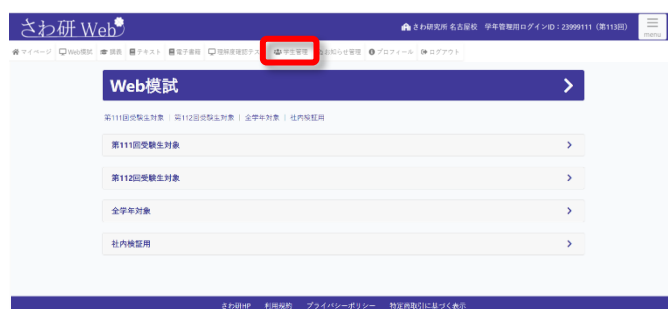 さわ研 Web
さわ研究所 名古屋校 学年管理用ログインID：23999111（第113回）
menu
マイページ Web模試 講義 テキスト 電子書籍 理解度確認テス 学生管理 お知らせ管理 プロフィール ログアウト
Web模試
第111回受験生対象 | 第112回受験生対象 | 全学年対象 | 社内検証用
第111回受験生対象
第112回受験生対象
全学年対象
社内検証用
さわ研HP 利用規約 プライバシーポリシー 特定商取引に基づく表示